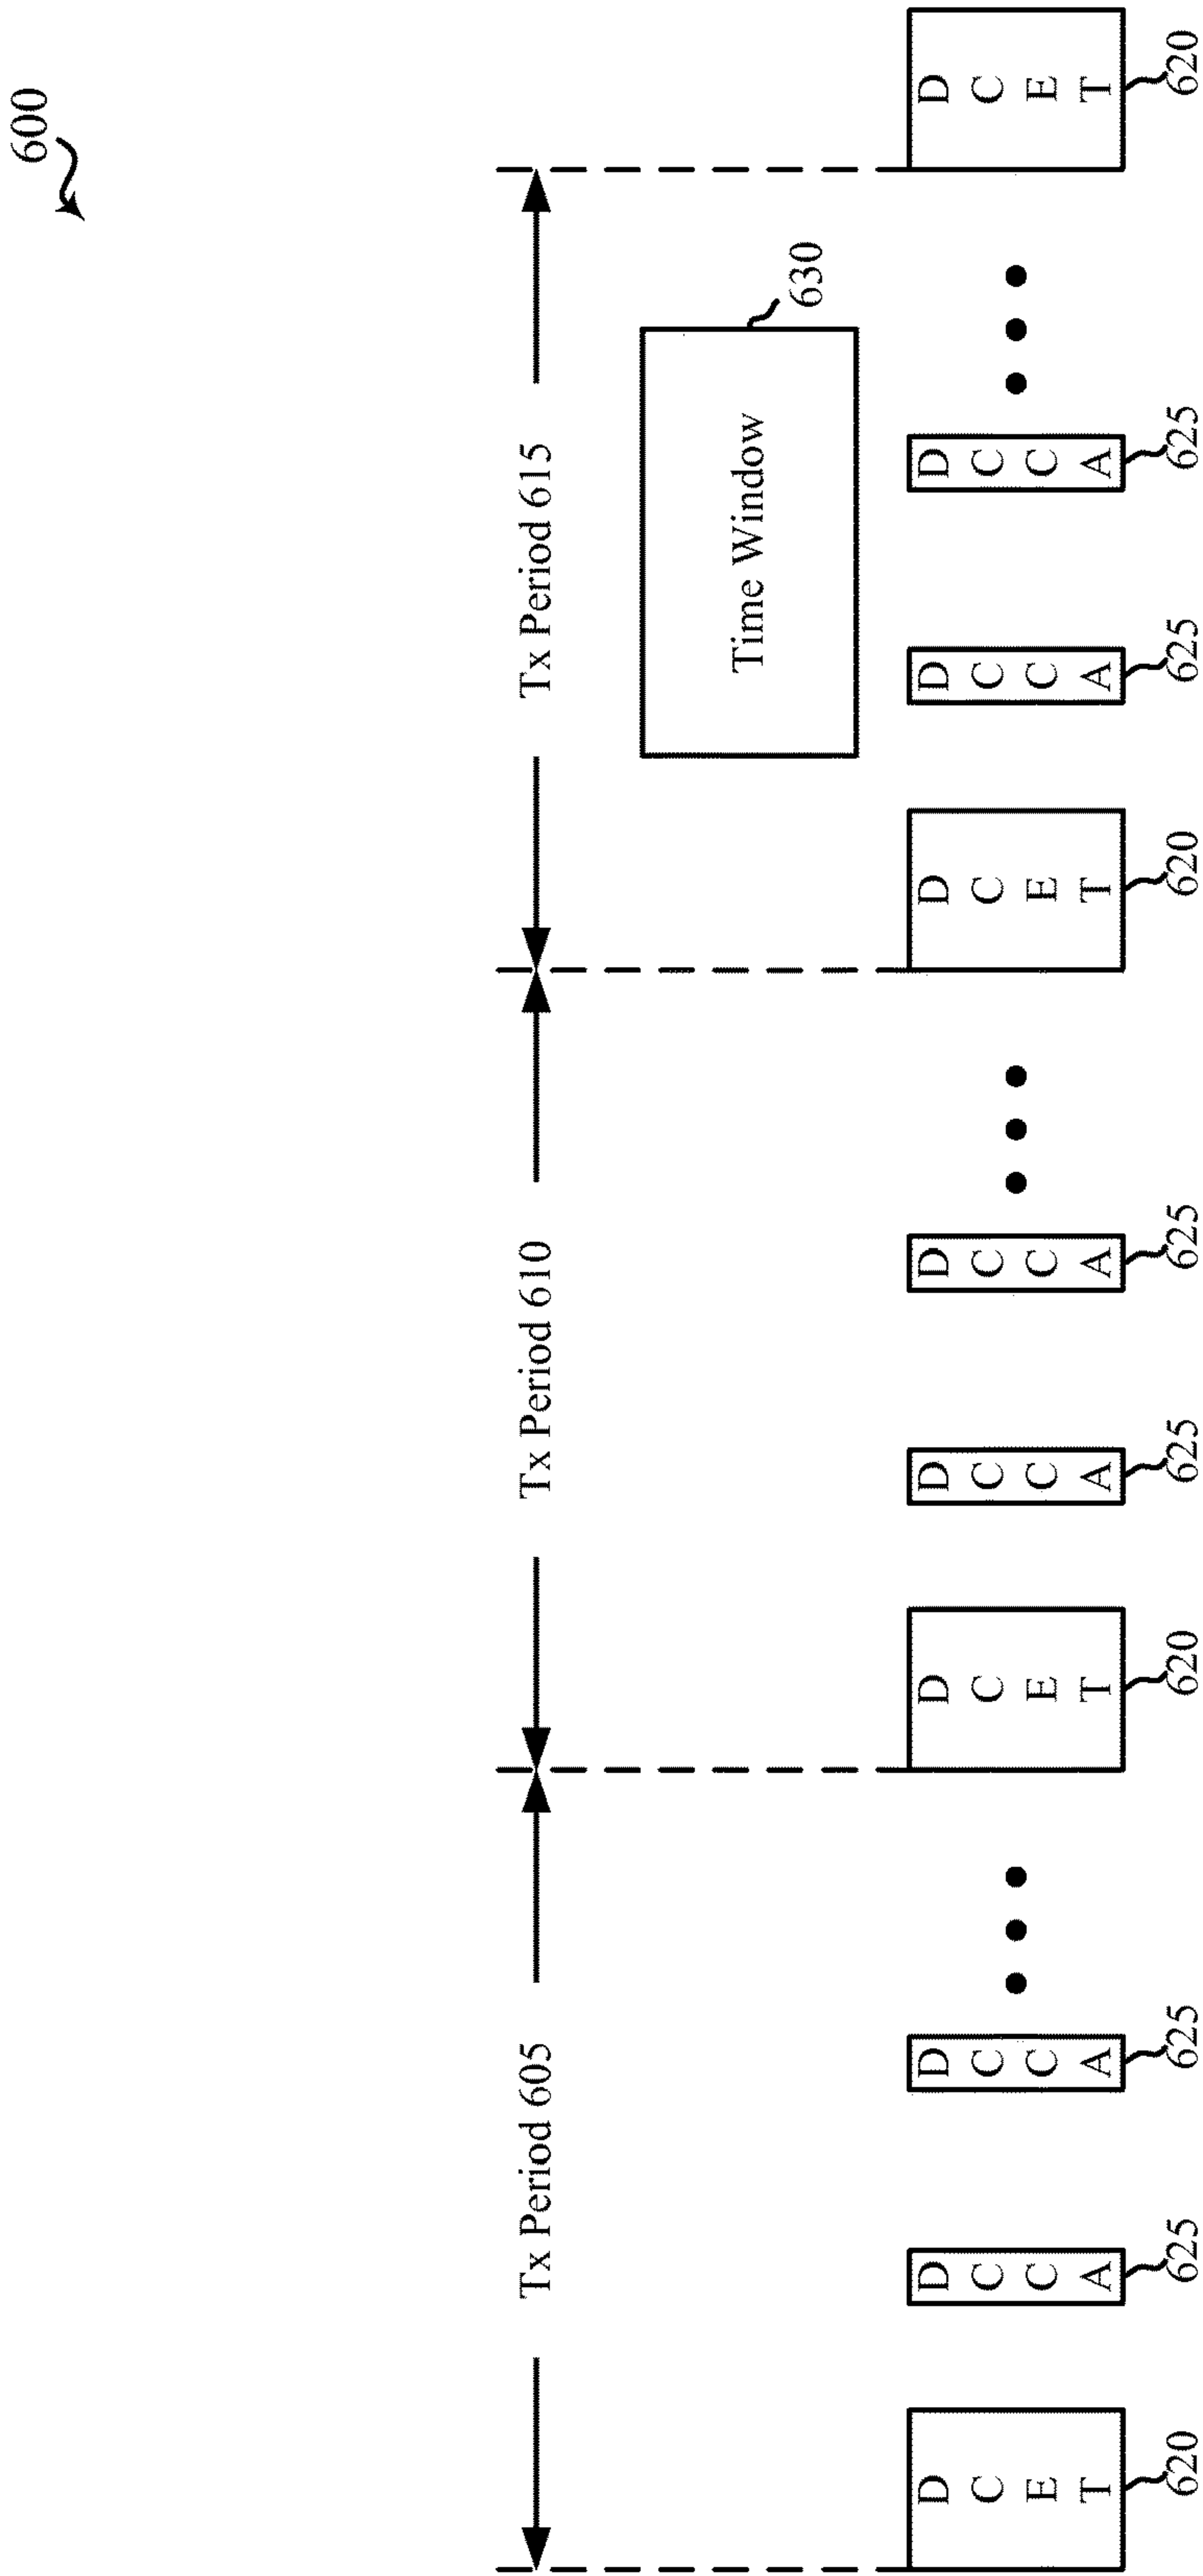 600
Tx Period 605
Tx Period 610
Tx Period 615
Time Window
630
DCET
DCCA
DCCA
DCET
DCCA
DCCA
DCET
DCCA
DCCA
DCET
620
625
625
620
625
625
620
625
625
620